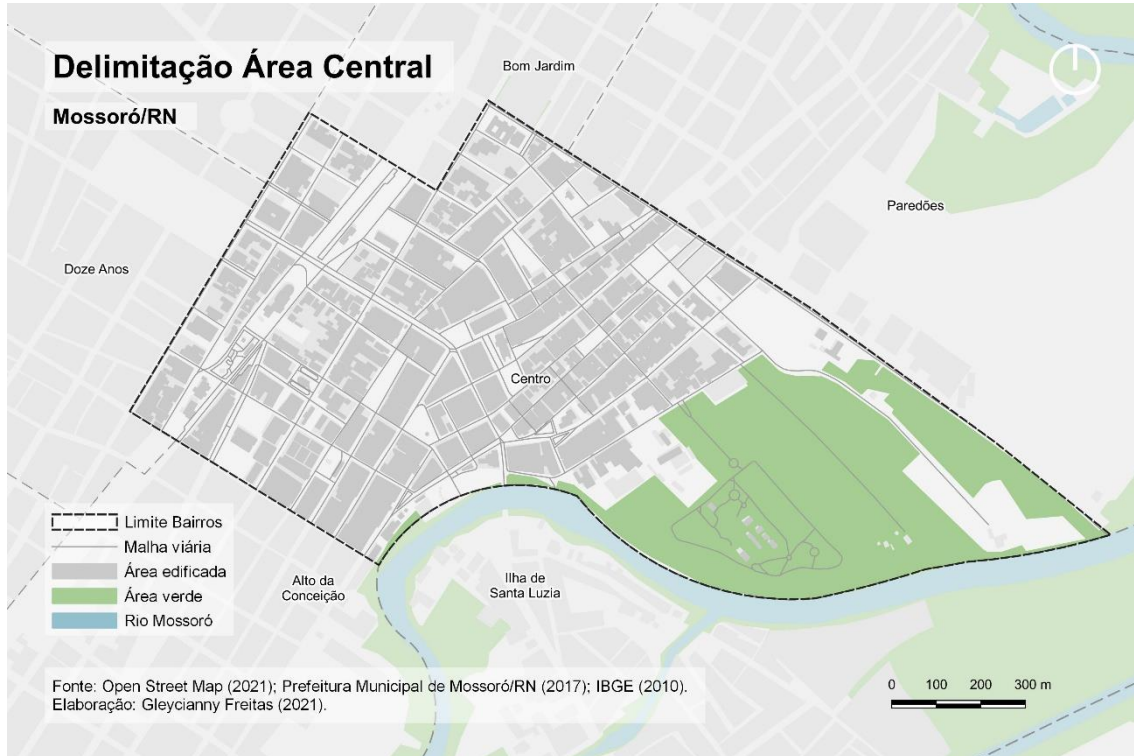 Delimitação Área Central
Mossoró/RN
Bom Jardim
Paredões
Doze Anos
Centro
Limite Bairros
Malha viária
Área edificada
Área verde
Rio Mossoró
Alto da
Conceição
Ilha de
Santa Luzia
Fonte: Open Street Map (2021); Prefeitura Municipal de Mossoró/RN (2017); IBGE (2010).
Elaboração: Gleycianny Freitas (2021).
0 100 200 300 m